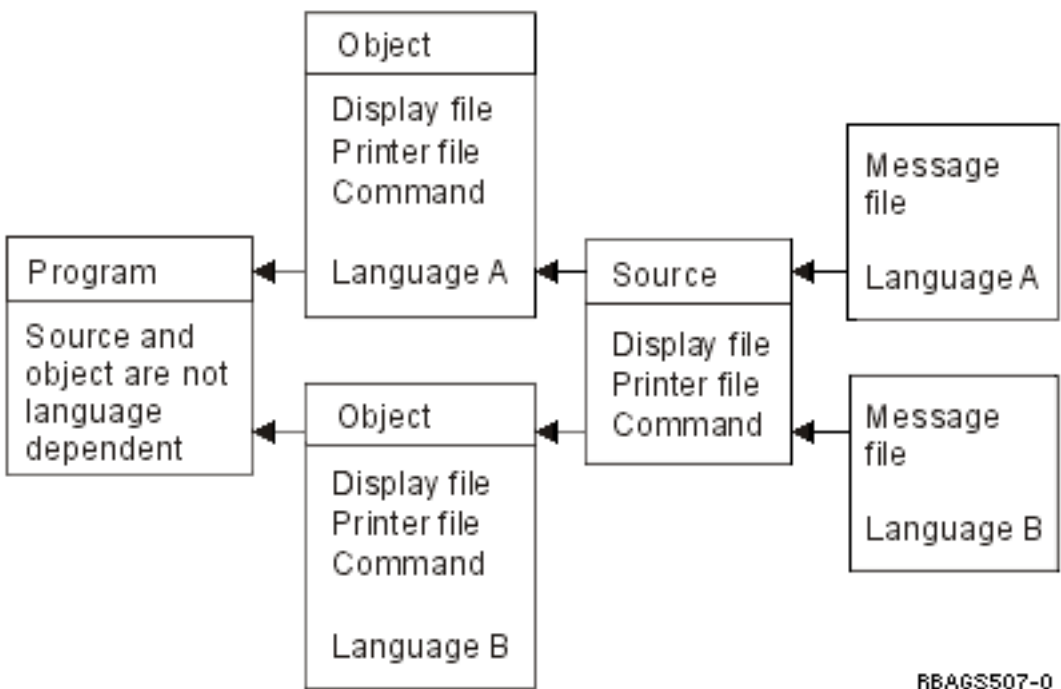 Object
Display file
Printer file
Command
Language A
Message
file
Language A
Program
Source and
object are not
language
dependent
Source
Display file
Printer file
Command
Object
Display file
Printer file
Command
Language B
Message
file
Language B
RBAGS507-0